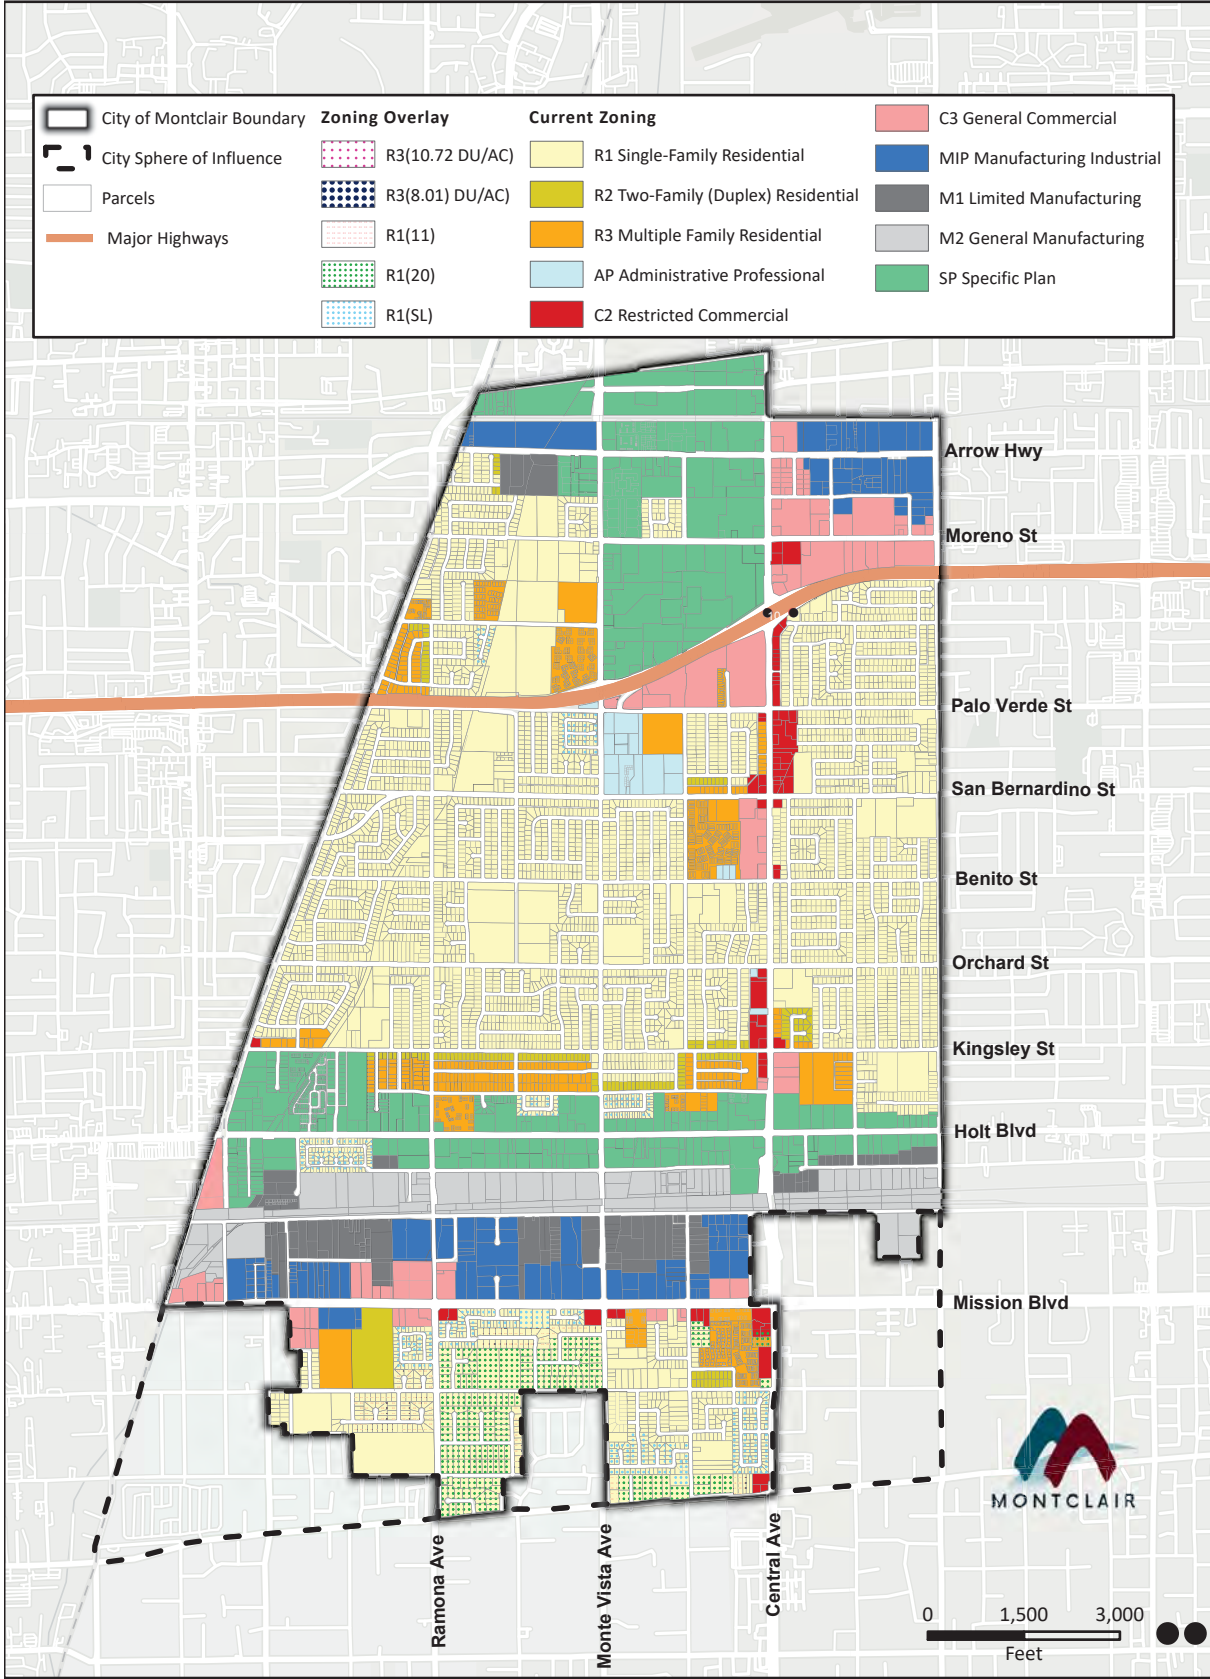 City of Montclair Boundary
City Sphere of Influence
Parcels
Major Highways
Zoning Overlay
R3(10.72 DU/AC)
R3(8.01) DU/AC)
R1(11)
R1(20)
R1(SL)
Current Zoning
R1 Single-Family Residential
R2 Two-Family (Duplex) Residential
R3 Multiple Family Residential
AP Administrative Professional
C2 Restricted Commercial
C3 General Commercial
MIP Manufacturing Industrial
M1 Limited Manufacturing
M2 General Manufacturing
SP Specific Plan
Arrow Hwy
Moreno St
Palo Verde St
San Bernardino St
Benito St
Orchard St
Kingsley St
Holt Blvd
Mission Blvd
MONTCLAIR
Ramona Ave
Monte Vista Ave
Central Ave
0 1,500 3,000
Feet